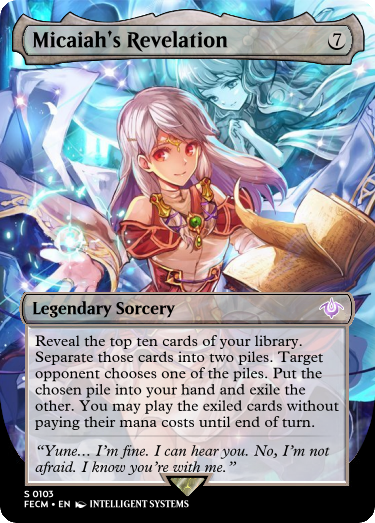 Micaiah's Revelation 7
Legendary Sorcery
Reveal the top ten cards of your library.
Separate those cards into two piles. Target
opponent chooses one of the piles. Put the
chosen pile into your hand and exile the
other. You may play the exiled cards without
paying their mana costs until end of turn.
“Yune… I’m fine. I can hear you. No, I’m not
afraid. I know you’re with me.”
S 0103
FECM • EN INTELLIGENT SYSTEMS